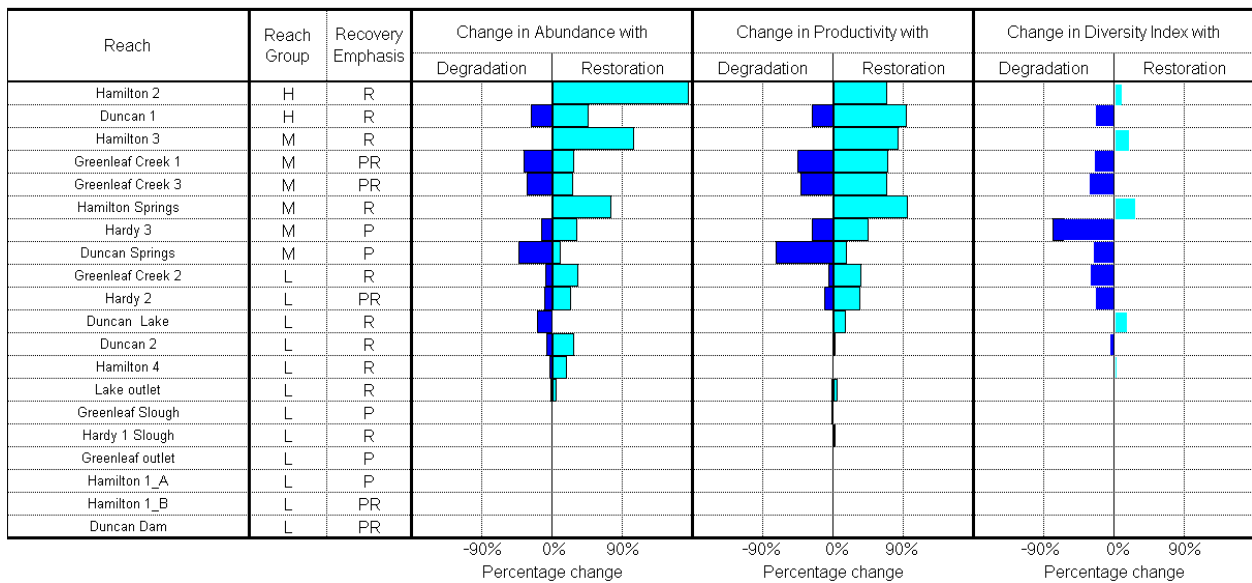 Reach Reach Group Recovery Emphasis Change in Abundance with Change in Productivity with Change in Diversity Index with
Degradation Restoration Degradation Restoration Degradation Restoration
Hamilton 2 H R
Duncan 1 H R
Hamilton 3 M R
Greenleaf Creek 1 M PR
Greenleaf Creek 3 M PR
Hamilton Springs M R
Hardy 3 M P
Duncan Springs M P
Greenleaf Creek 2 L R
Hardy 2 L PR
Duncan Lake L R
Duncan 2 L R
Hamilton 4 L R
Lake outlet L R
Greenleaf Slough L P
Hardy 1 Slough L R
Greenleaf outlet L P
Hamilton 1_A L P
Hamilton 1_B L PR
Duncan Dam L PR
-90% 0% 90% -90% 0% 90% -90% 0% 90%
Percentage change Percentage change Percentage change